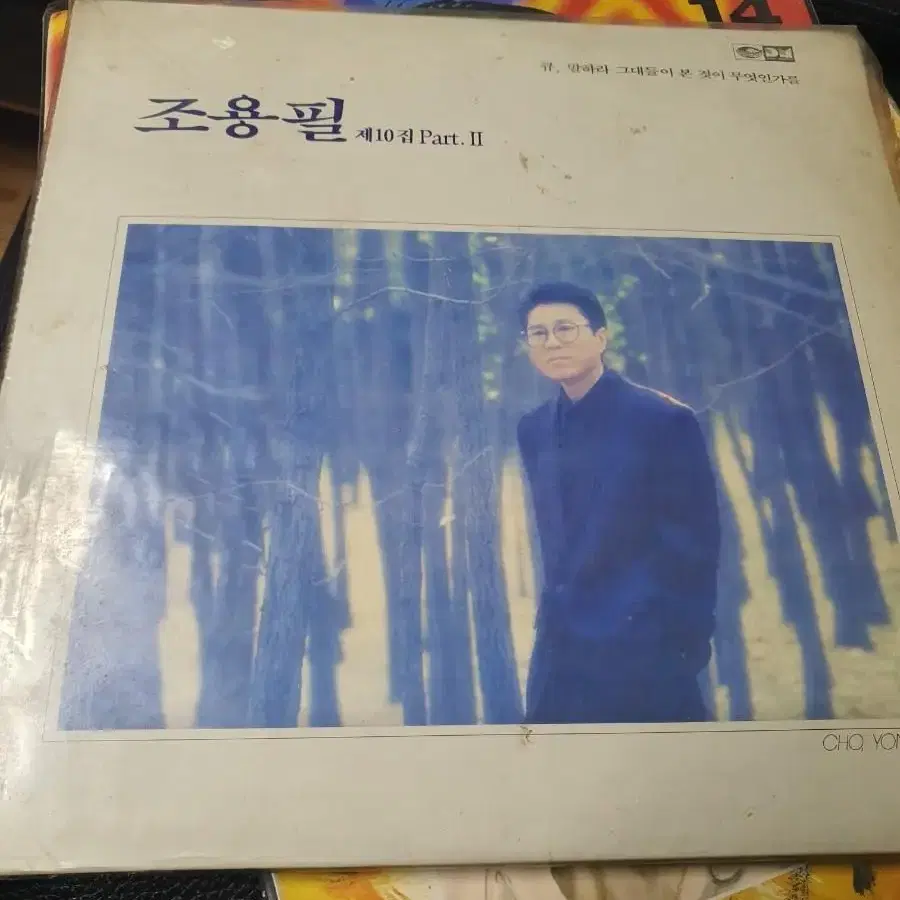 14
큐, 말하라 그대들이 본 것이 무엇인가를
조용필 제10집 Part. II
CHO, YON